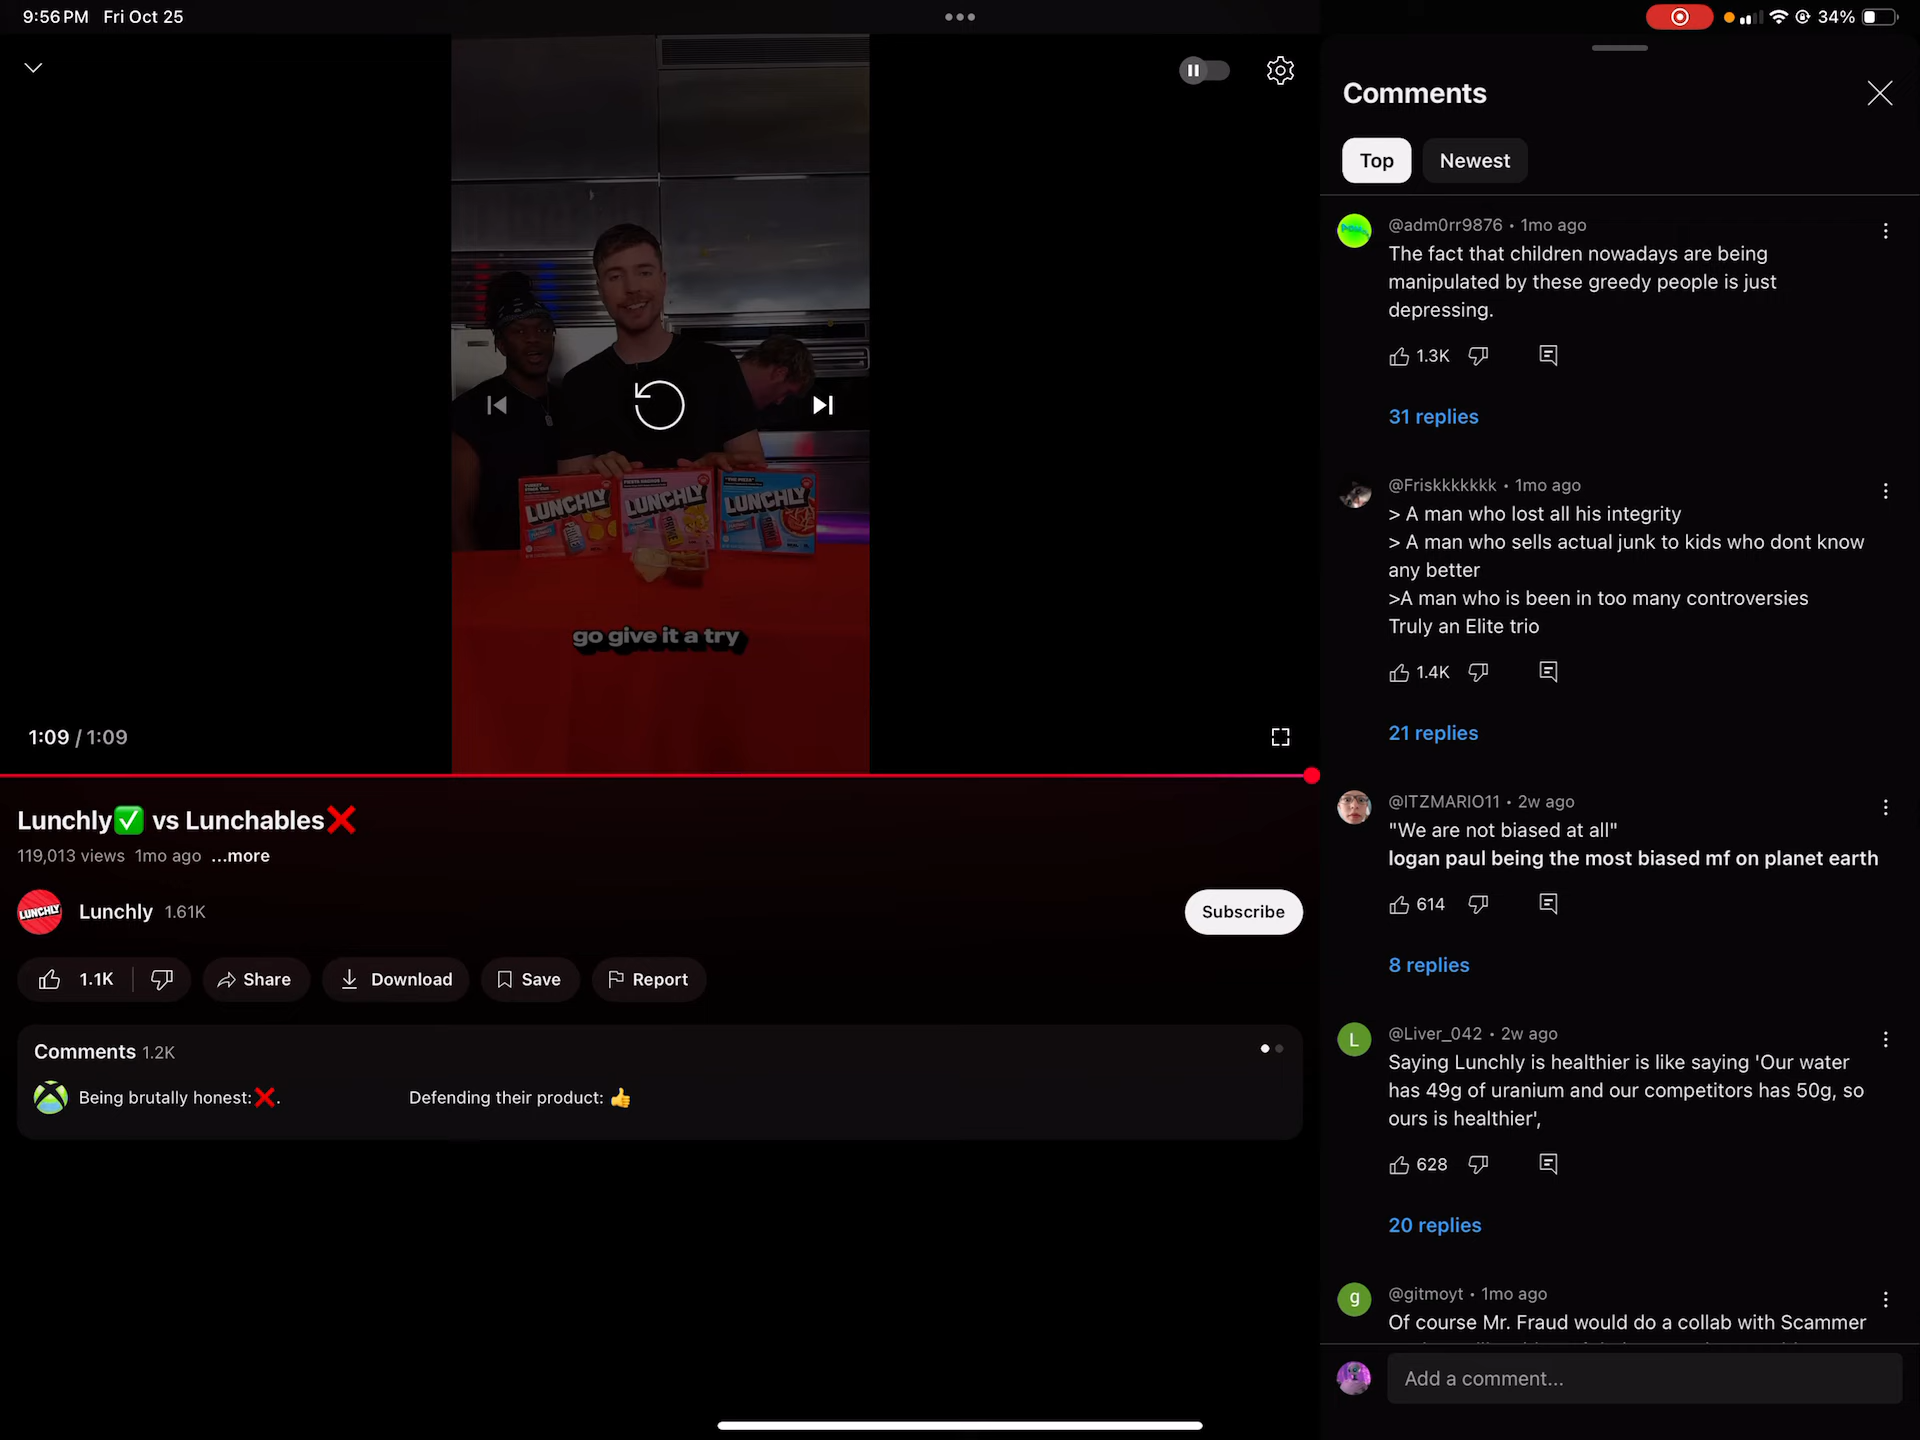 9:56 PM Fri Oct 25
34%
LUNCHLY
LUNCHLY
LUNCHLY
go give it a try
1:09 / 1:09
Lunchly✅ vs Lunchables❌
119,013 views 1mo ago ...more
LUNCHLY
Lunchly 1.61K
Subscribe
1.1K
Share
Download
Save
Report
Comments 1.2K
Being brutally honest:❌. Defending their product: 👍
Comments
Top
Newest
@adm0rr9876 • 1mo ago
The fact that children nowadays are being
manipulated by these greedy people is just
depressing.
1.3K
31 replies
@Friskkkkkkk • 1mo ago
> A man who lost all his integrity
> A man who sells actual junk to kids who dont know
any better
>A man who is been in too many controversies
Truly an Elite trio
1.4K
21 replies
@ITZMARIO11 • 2w ago
"We are not biased at all"
logan paul being the most biased mf on planet earth
614
8 replies
L
@Liver_042 • 2w ago
Saying Lunchly is healthier is like saying 'Our water
has 49g of uranium and our competitors has 50g, so
ours is healthier',
628
20 replies
g
@gitmoyt • 1mo ago
Of course Mr. Fraud would do a collab with Scammer
Add a comment...